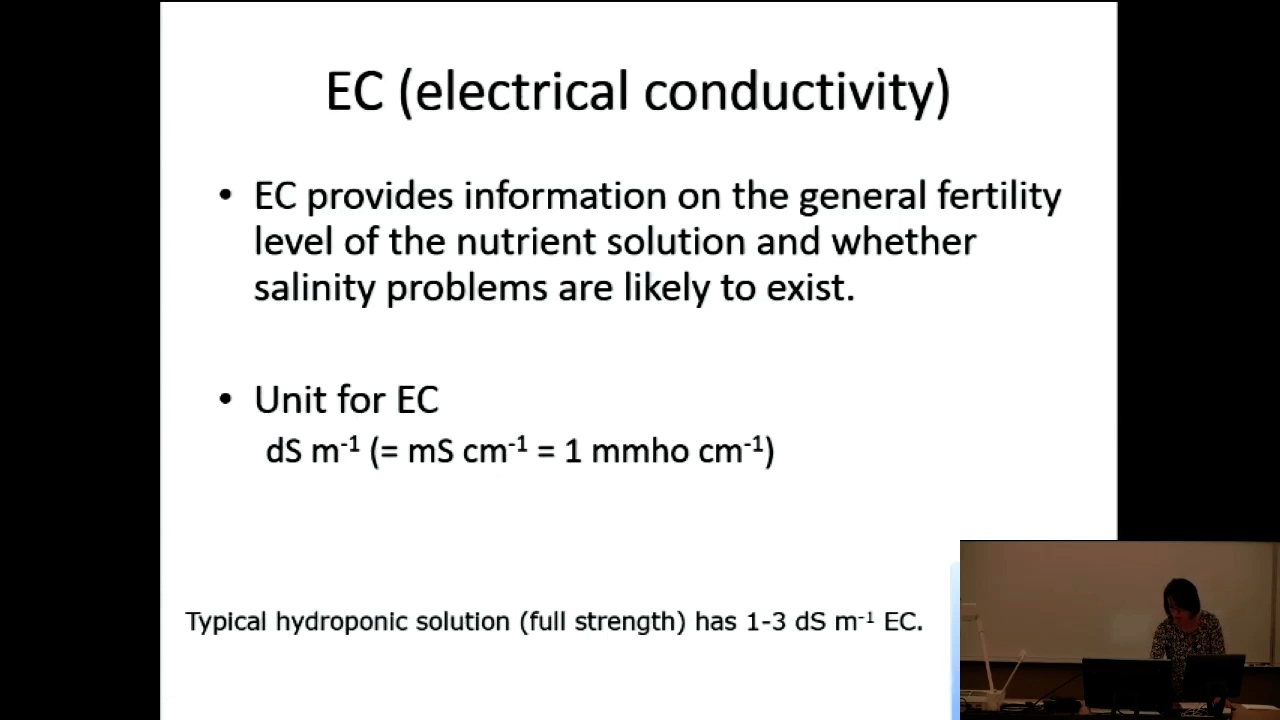 EC (electrical conductivity)
• EC provides information on the general fertility
level of the nutrient solution and whether
salinity problems are likely to exist.
• Unit for EC
dS m⁻¹ (= mS cm⁻¹ = 1 mmho cm⁻¹)
Typical hydroponic solution (full strength) has 1-3 dS m⁻¹ EC.